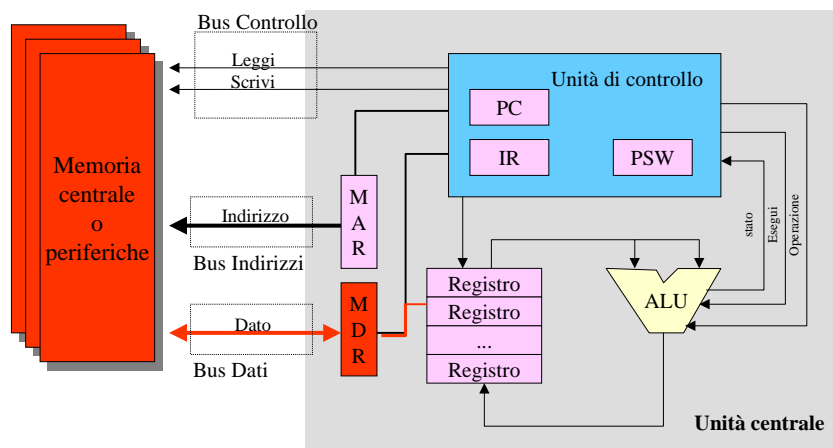 Bus Controllo
Leggi
Scrivi
Unità di controllo
PC
IR
PSW
Memoria
centrale
o
periferiche
Indirizzo
Bus Indirizzi
M
A
R
stato
Esegui
Operazione
Registro
Registro
...
Registro
ALU
Dato
Bus Dati
M
D
R
Unità centrale